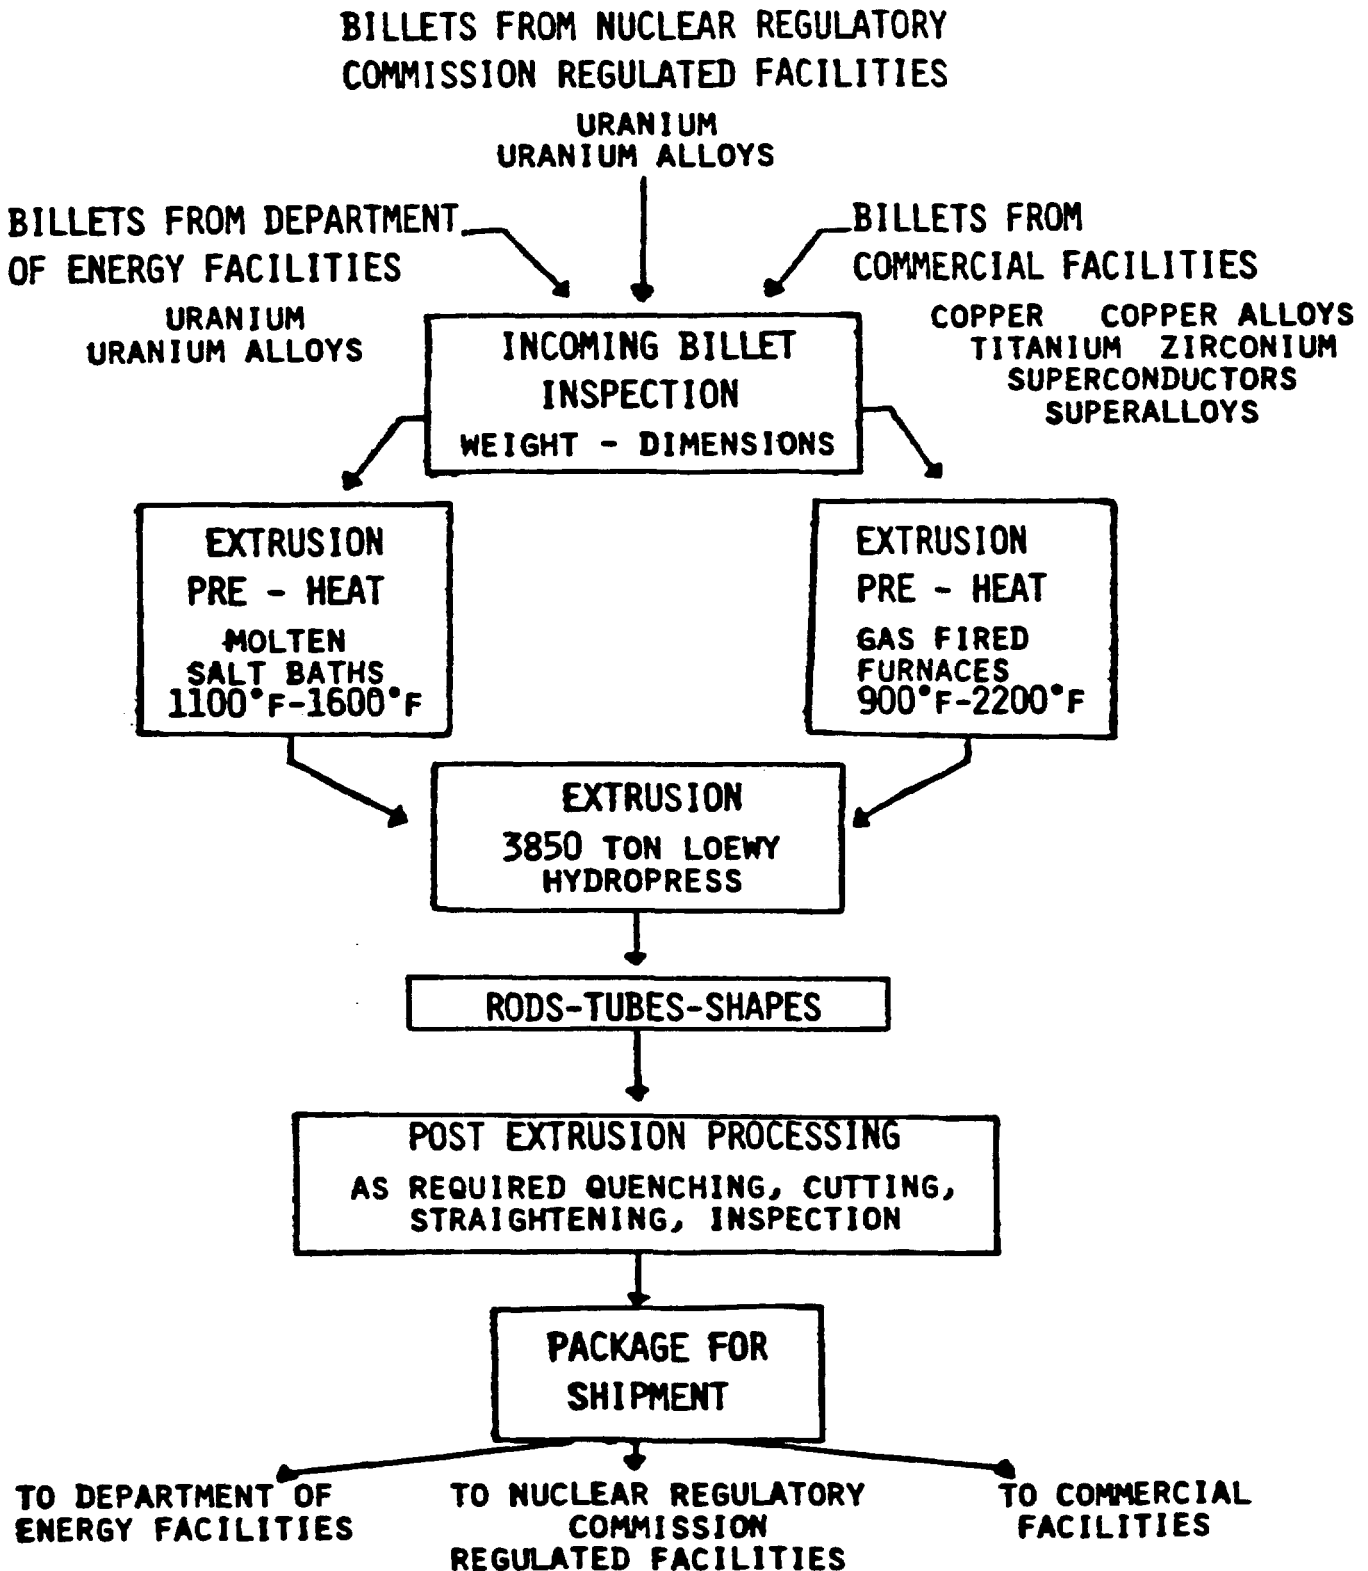 BILLETS FROM NUCLEAR REGULATORY
COMMISSION REGULATED FACILITIES
URANIUM
URANIUM ALLOYS
BILLETS FROM DEPARTMENT
OF ENERGY FACILITIES
URANIUM
URANIUM ALLOYS
BILLETS FROM
COMMERCIAL FACILITIES
COPPER COPPER ALLOYS
TITANIUM ZIRCONIUM
SUPERCONDUCTORS
SUPERALLOYS
INCOMING BILLET
INSPECTION
WEIGHT - DIMENSIONS
EXTRUSION
PRE - HEAT
MOLTEN
SALT BATHS
1100°F-1600°F
EXTRUSION
PRE - HEAT
GAS FIRED
FURNACES
900°F-2200°F
EXTRUSION
3850 TON LOEWY
HYDROPRESS
RODS-TUBES-SHAPES
POST EXTRUSION PROCESSING
AS REQUIRED QUENCHING, CUTTING,
STRAIGHTENING, INSPECTION
PACKAGE FOR
SHIPMENT
TO DEPARTMENT OF
ENERGY FACILITIES
TO NUCLEAR REGULATORY
COMMISSION
REGULATED FACILITIES
TO COMMERCIAL
FACILITIES